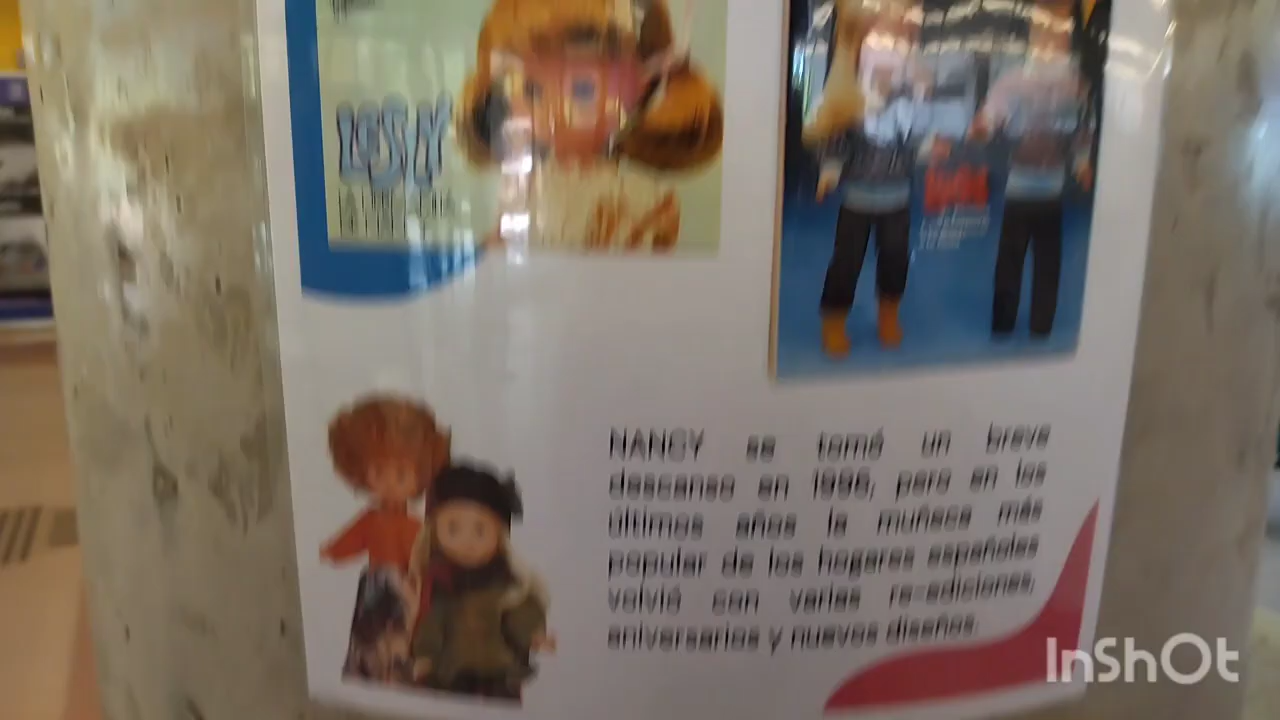 LESLY
NANCY se tomó un breve
descanso en 1996, pero en los
últimos años la muñeca más
popular de los hogares españoles
volvió con varias re-ediciones,
aniversarios y nuevos diseños.
InShOt